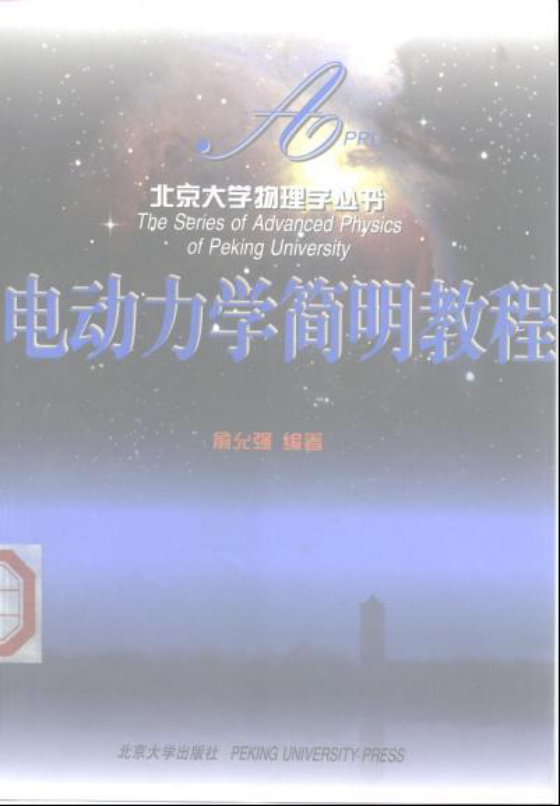 A
PRU
北京大学物理学丛书
The Series of Advanced Physics
of Peking University
电动力学简明教程
俞允强 编著
北京大学出版社 PEKING UNIVERSITY PRESS